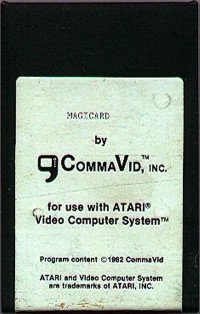 MAGICARD
by
COMMAVID,™ INC.
for use with ATARI®
Video Computer System™
Program content ©1982 CommaVid
ATARI and Video Computer System
are trademarks of ATARI, INC.